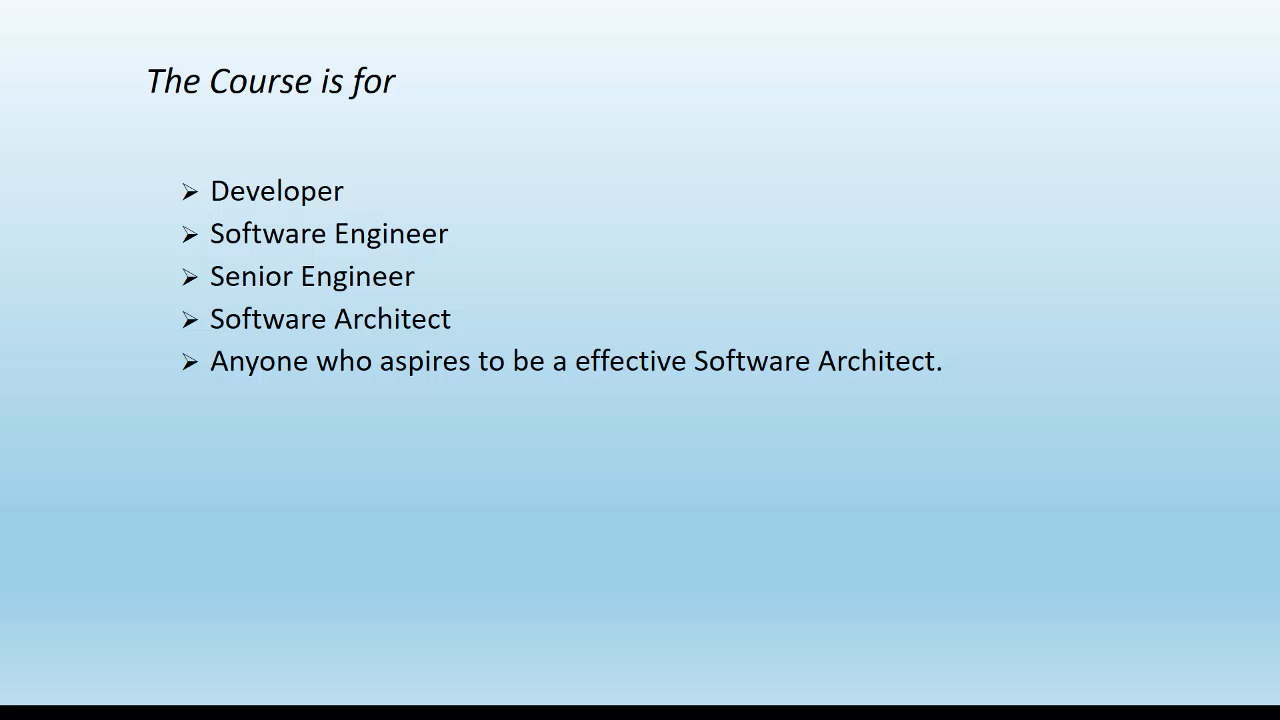 The Course is for
➢ Developer
➢ Software Engineer
➢ Senior Engineer
➢ Software Architect
➢ Anyone who aspires to be a effective Software Architect.